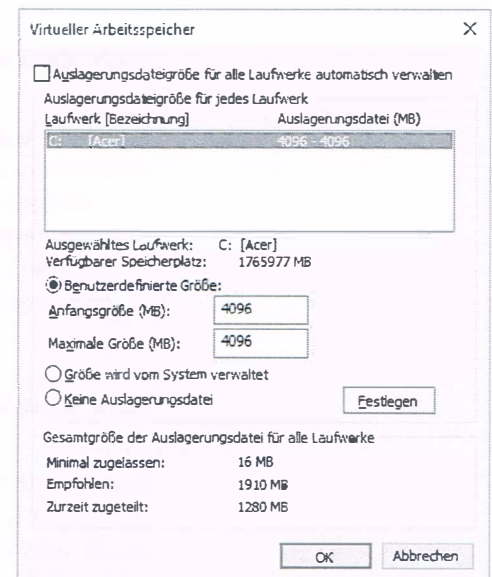 Virtueller Arbeitsspeicher
Auslagerungsdateigröße für alle Laufwerke automatisch verwalten
Auslagerungsdateigröße für jedes Laufwerk
Laufwerk [Bezeichnung] Auslagerungsdatei (MB)
C: [Acer] 4096 - 4096
Ausgewähltes Laufwerk: C: [Acer]
Verfügbarer Speicherplatz: 1765977 MB
Benutzerdefinierte Größe:
Anfangsgröße (MB): 4096
Maximale Größe (MB): 4096
Größe wird vom System verwaltet
Keine Auslagerungsdatei Festlegen
Gesamtgröße der Auslagerungsdatei für alle Laufwerke
Minimal zugelassen: 16 MB
Empfohlen: 1910 MB
Zurzeit zugeteilt: 1280 MB
OK Abbrechen